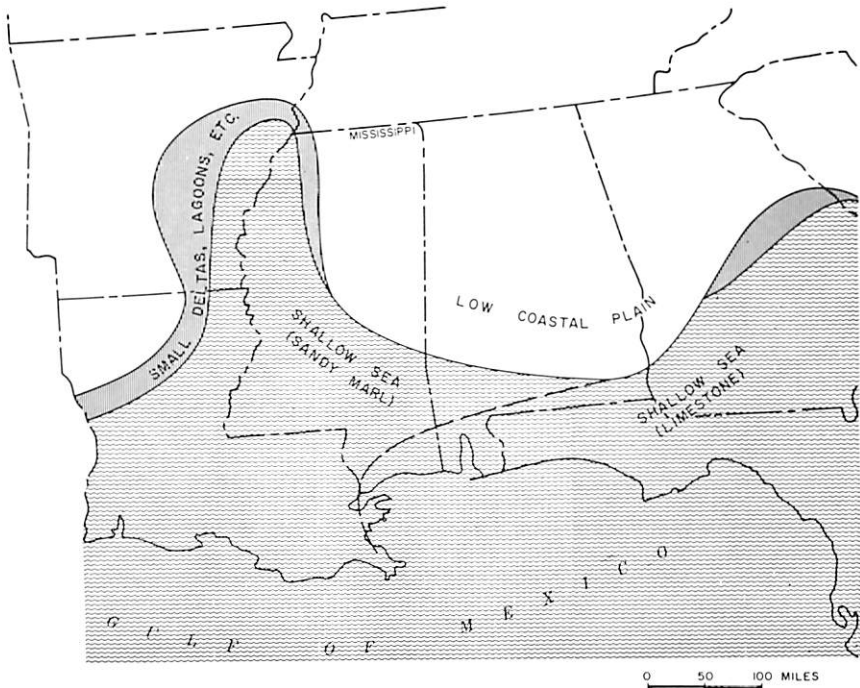 MISSISSIPPI
SMALL DELTAS, LAGOONS, ETC.
LOW COASTAL PLAIN
SHALLOW SEA
(SANDY MARL)
SHALLOW SEA
(LIMESTONE)
GULF OF MEXICO
0 50 100 MILES